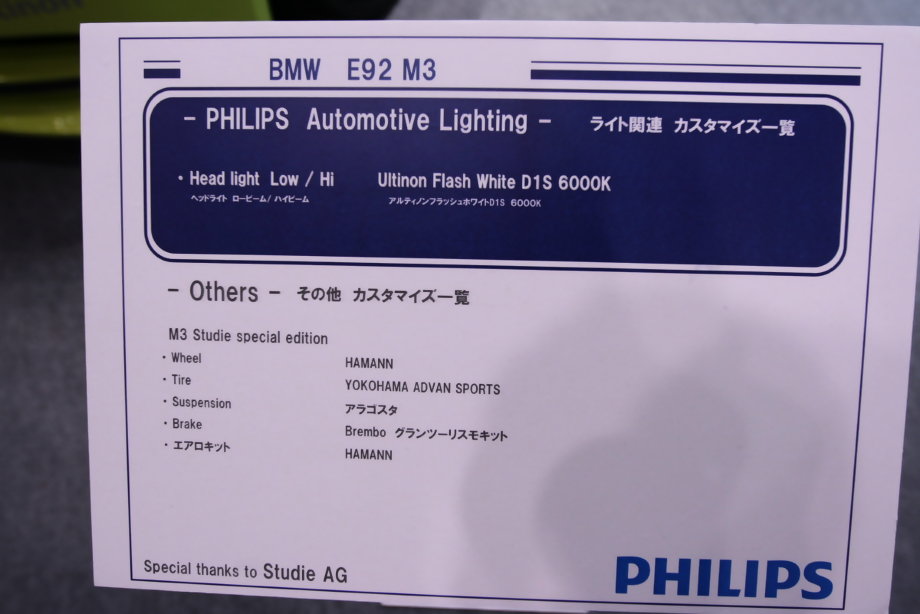 BMW E92 M3
- PHILIPS Automotive Lighting - ライト関連 カスタマイズ一覧
・Head light Low / Hi Ultinon Flash White D1S 6000K
ヘッドライト ロービーム/ ハイビーム アルティノンフラッシュホワイトD1S 6000K
- Others - その他 カスタマイズ一覧
M3 Studie special edition
・Wheel HAMANN
・Tire YOKOHAMA ADVAN SPORTS
・Suspension アラゴスタ
・Brake Brembo グランツーリスモキット
・エアロキット HAMANN
Special thanks to Studie AG
PHILIPS